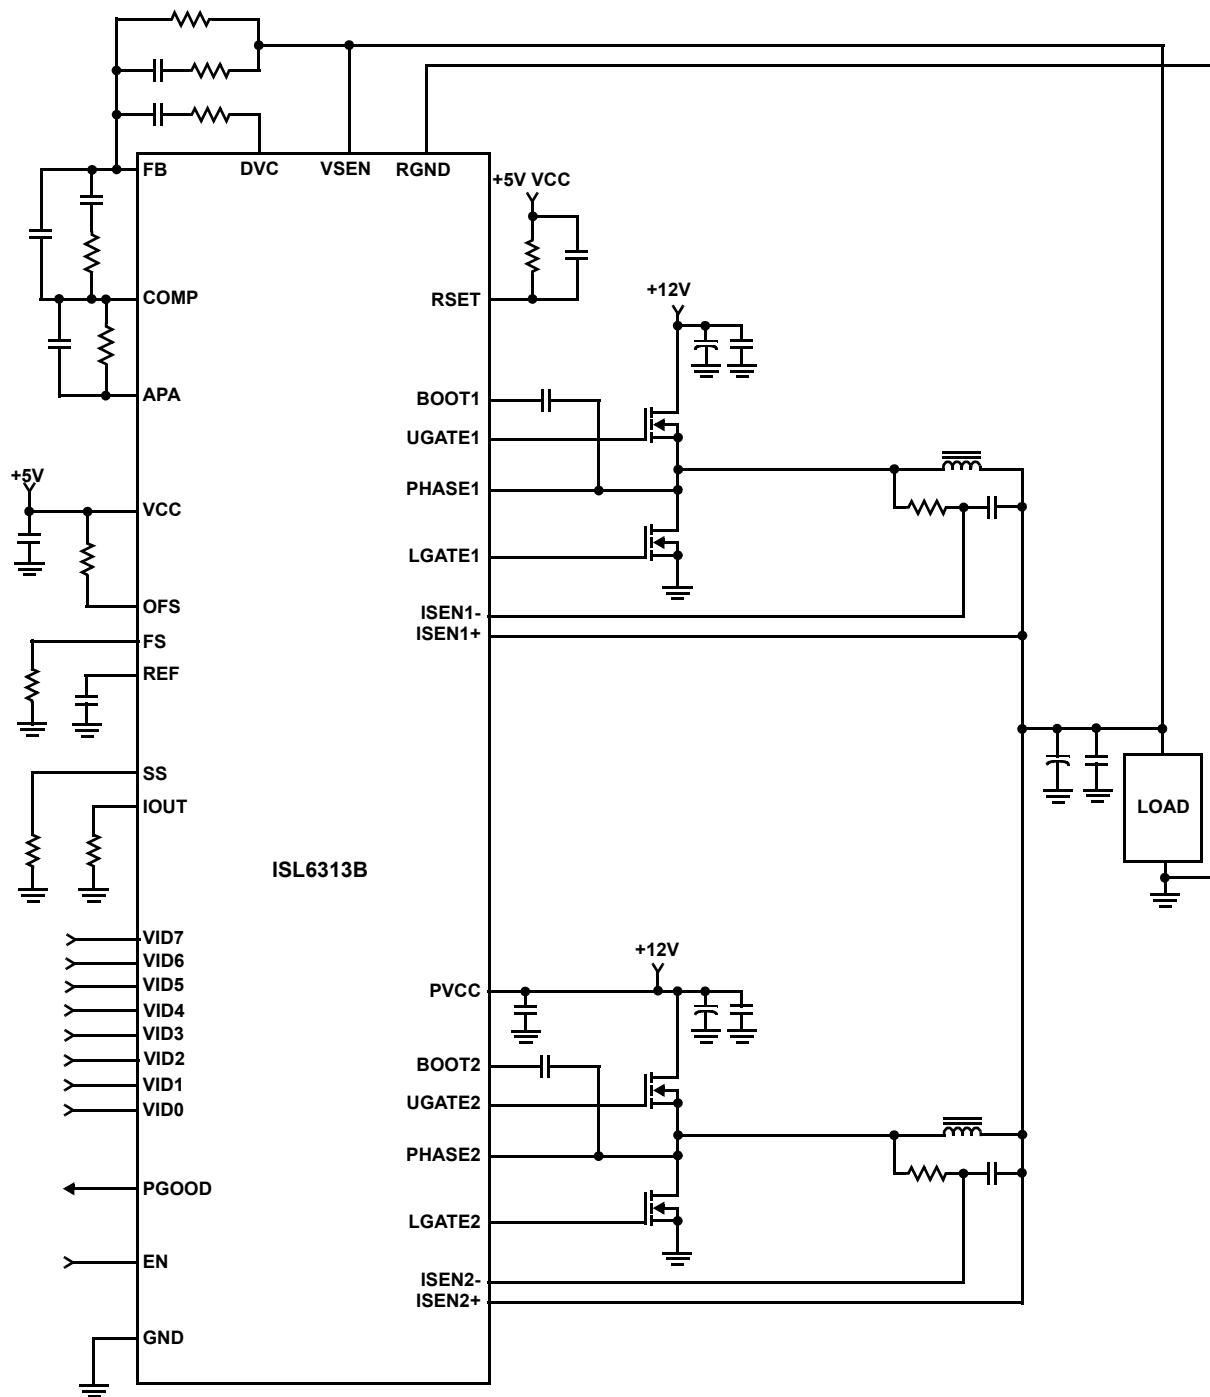 FB
DVC
VSEN
RGND
+5V VCC
COMP
RSET
+12V
APA
BOOT1
UGATE1
+5V
PHASE1
VCC
LGATE1
OFS
ISEN1-
ISEN1+
FS
REF
SS
IOUT
LOAD
ISL6313B
VID7
VID6
VID5
VID4
VID3
VID2
VID1
VID0
+12V
PVCC
BOOT2
UGATE2
PHASE2
PGOOD
LGATE2
EN
ISEN2-
ISEN2+
GND